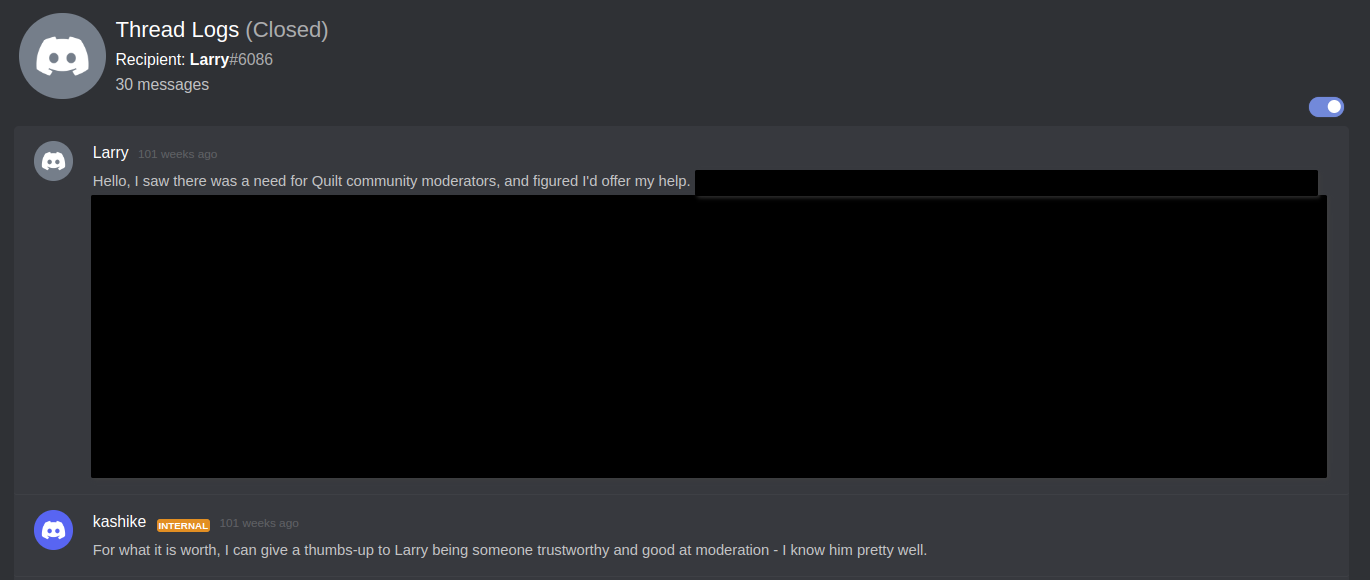 Thread Logs (Closed)
Recipient: Larry#6086
30 messages
Larry 101 weeks ago
Hello, I saw there was a need for Quilt community moderators, and figured I'd offer my help.
kashike INTERNAL 101 weeks ago
For what it is worth, I can give a thumbs-up to Larry being someone trustworthy and good at moderation - I know him pretty well.